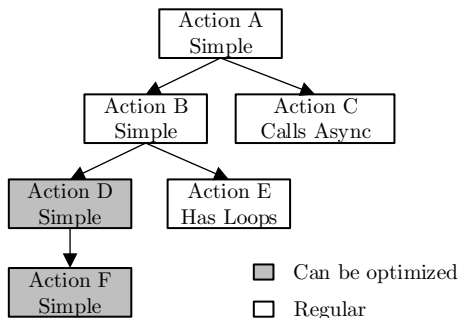 Action A
Simple
Action B
Simple
Action C
Calls Async
Action D
Simple
Action E
Has Loops
Action F
Simple
Can be optimized
Regular